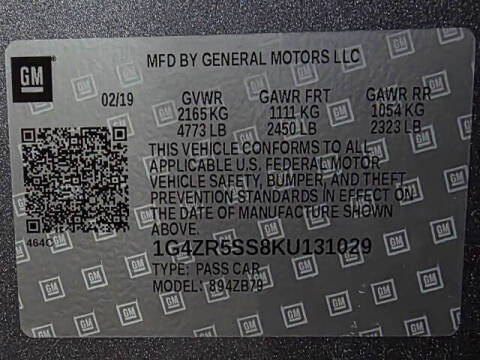 GM
MFD BY GENERAL MOTORS LLC
02/19 GVWR GAWR FRT GAWR RR
2165 KG 1111 KG 1054 KG
4773 LB 2450 LB 2323 LB
THIS VEHICLE CONFORMS TO ALL
APPLICABLE U.S. FEDERAL MOTOR
VEHICLE SAFETY, BUMPER, AND THEFT
PREVENTION STANDARDS IN EFFECT ON
THE DATE OF MANUFACTURE SHOWN
ABOVE.
464C
1G4ZR5SS8KU131029
TYPE: PASS CAR
MODEL: 894ZB79